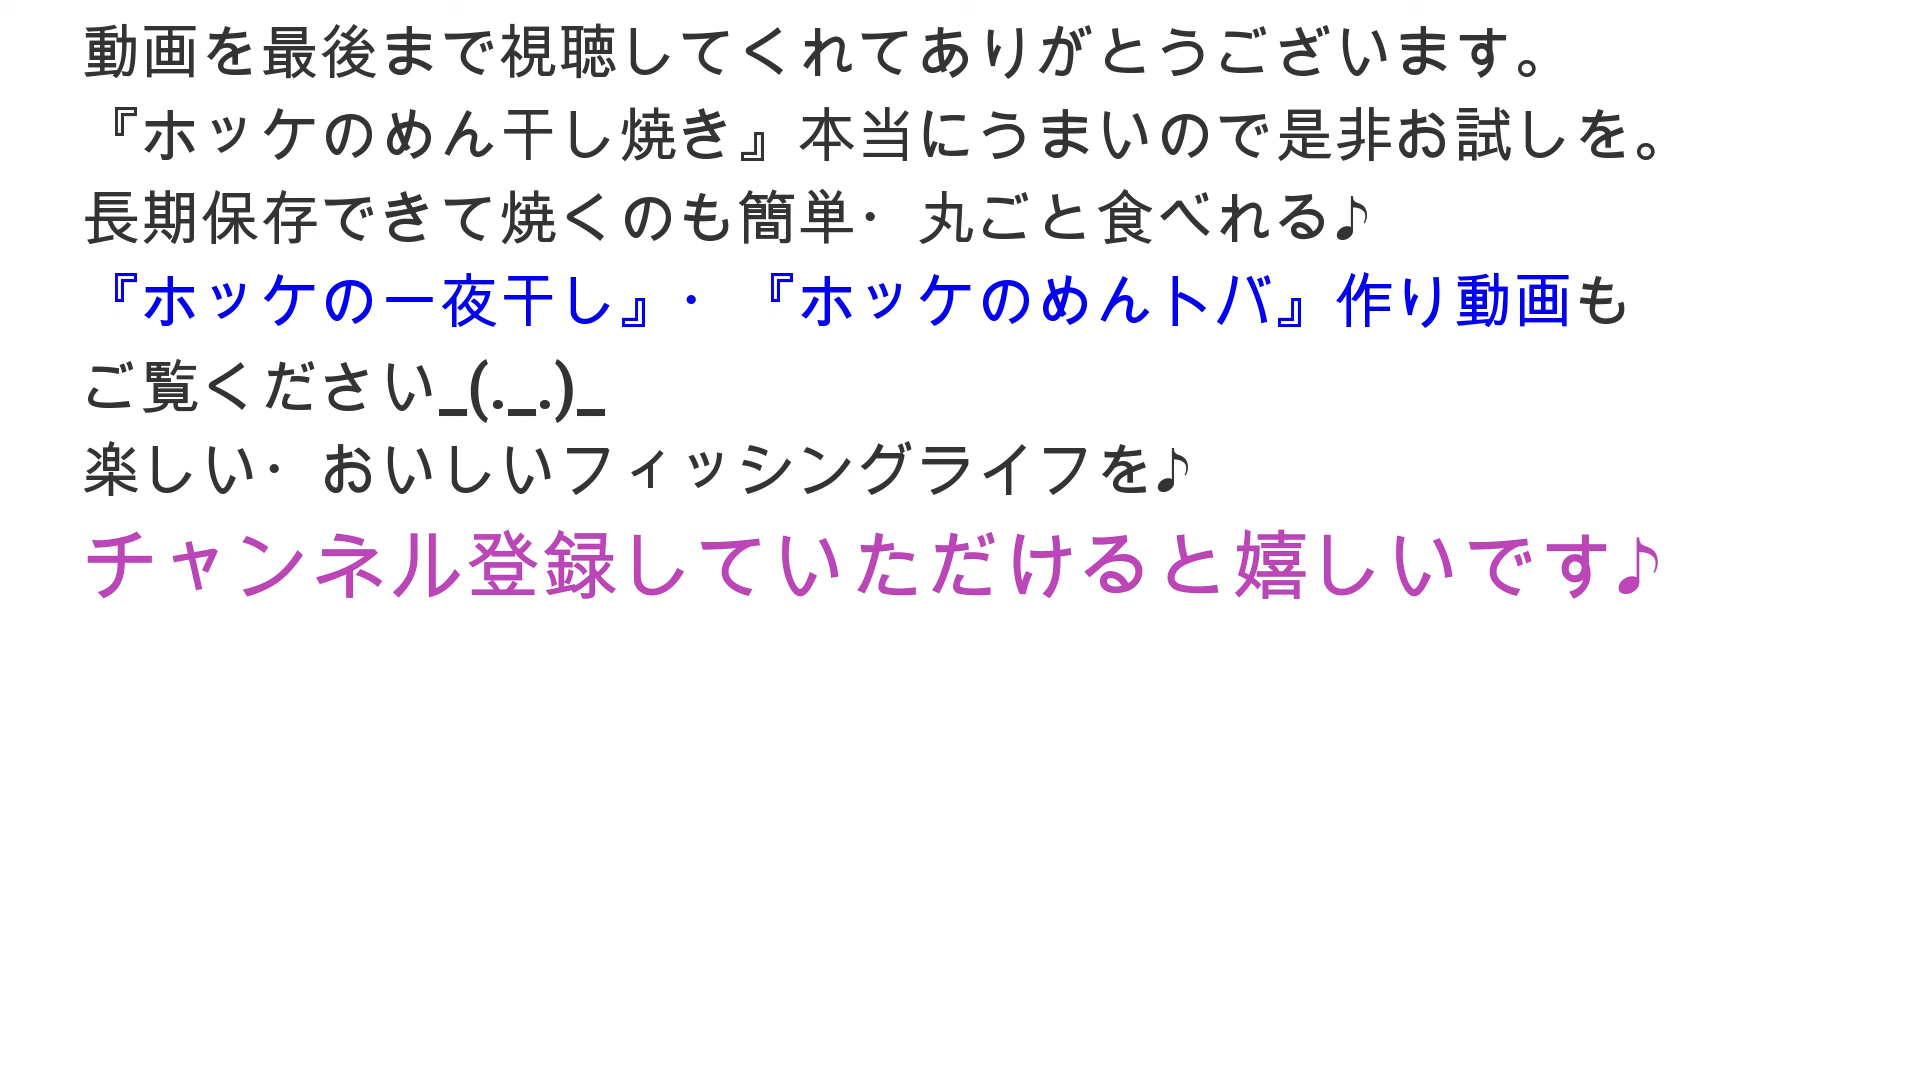 動画を最後まで視聴してくれてありがとうございます。
『ホッケのめん干し焼き』本当にうまいので是非お試しを。
長期保存できて焼くのも簡単・丸ごと食べれる♪
『ホッケの一夜干し』・『ホッケのめんトバ』作り動画も
ご覧ください_(._.)_
楽しい・おいしいフィッシングライフを♪
チャンネル登録していただけると嬉しいです♪